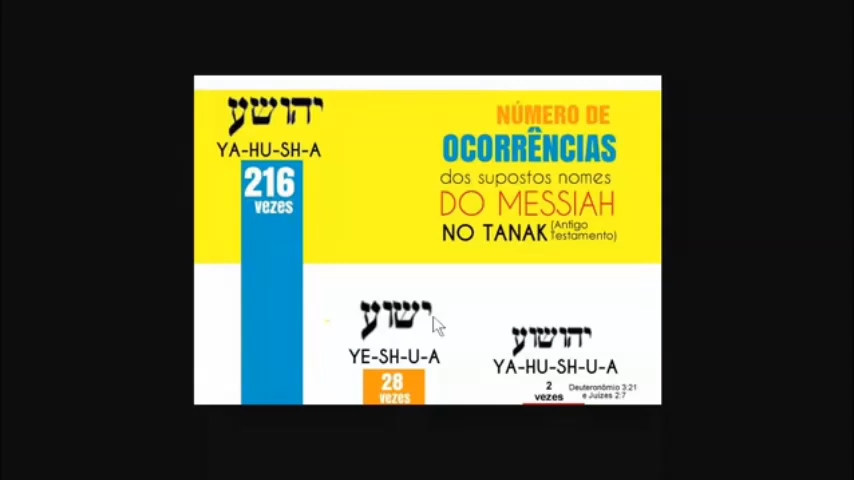 יהושע
YA-HU-SH-A
216
vezes
NÚMERO DE
OCORRÊNCIAS
dos supostos nomes
DO MESSIAH
NO TANAK (Antigo
Testamento)
ישוע
YE-SH-U-A
28
vezes
יהושוע
YA-HU-SH-U-A
2
vezes
Deuteronômio 3:21
e Juízes 2:7